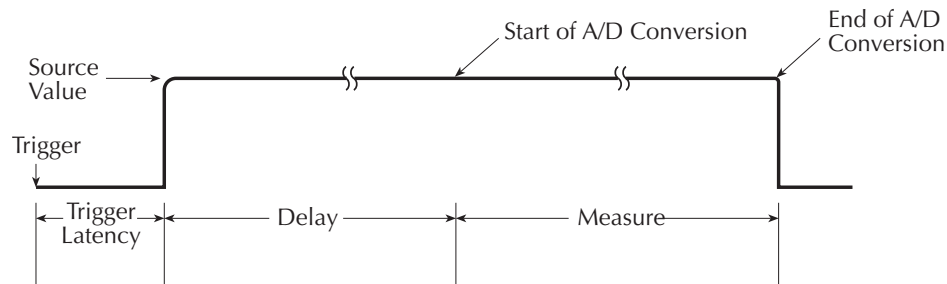 Start of A/D Conversion
End of A/D
Conversion
Source
Value
Trigger
Trigger
Latency
Delay
Measure